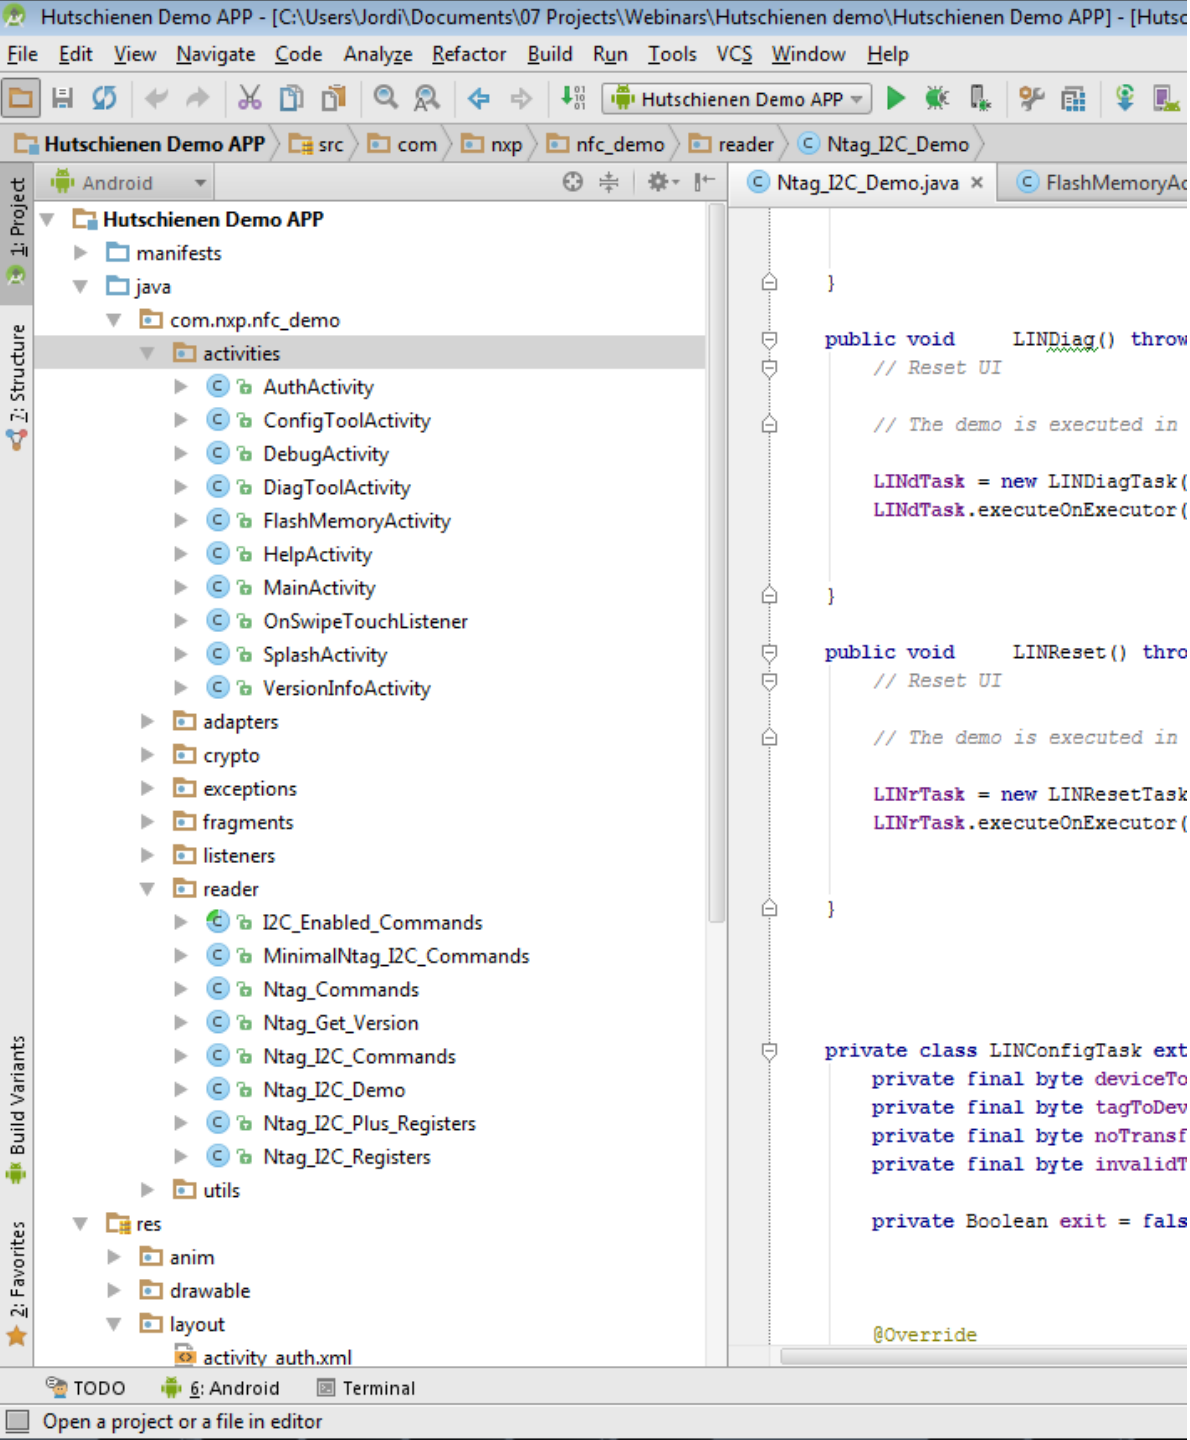 Hutschienen Demo APP - [C:\Users\Jordi\Documents\07 Projects\Webinars\Hutschienen demo\Hutschienen Demo APP] - [Hutsc
File Edit View Navigate Code Analyze Refactor Build Run Tools VCS Window Help
Hutschienen Demo APP
Hutschienen Demo APP src com nxp nfc_demo reader Ntag_I2C_Demo
1: Project
7: Structure
Build Variants
2: Favorites
Android
Hutschienen Demo APP
manifests
java
com.nxp.nfc_demo
activities
AuthActivity
ConfigToolActivity
DebugActivity
DiagToolActivity
FlashMemoryActivity
HelpActivity
MainActivity
OnSwipeTouchListener
SplashActivity
VersionInfoActivity
adapters
crypto
exceptions
fragments
listeners
reader
I2C_Enabled_Commands
MinimalNtag_I2C_Commands
Ntag_Commands
Ntag_Get_Version
Ntag_I2C_Commands
Ntag_I2C_Demo
Ntag_I2C_Plus_Registers
Ntag_I2C_Registers
utils
res
anim
drawable
layout
activity_auth.xml
Ntag_I2C_Demo.java × FlashMemoryAc
}
public void     LINDiag() throw
// Reset UI
// The demo is executed in
LINdTask = new LINDiagTask(
LINdTask.executeOnExecutor(
}
public void     LINReset() thro
// Reset UI
// The demo is executed in
LINrTask = new LINResetTask
LINrTask.executeOnExecutor(
}
private class LINConfigTask ext
private final byte deviceTo
private final byte tagToDev
private final byte noTransf
private final byte invalidT
private Boolean exit = fals
@Override
TODO 6: Android Terminal
Open a project or a file in editor